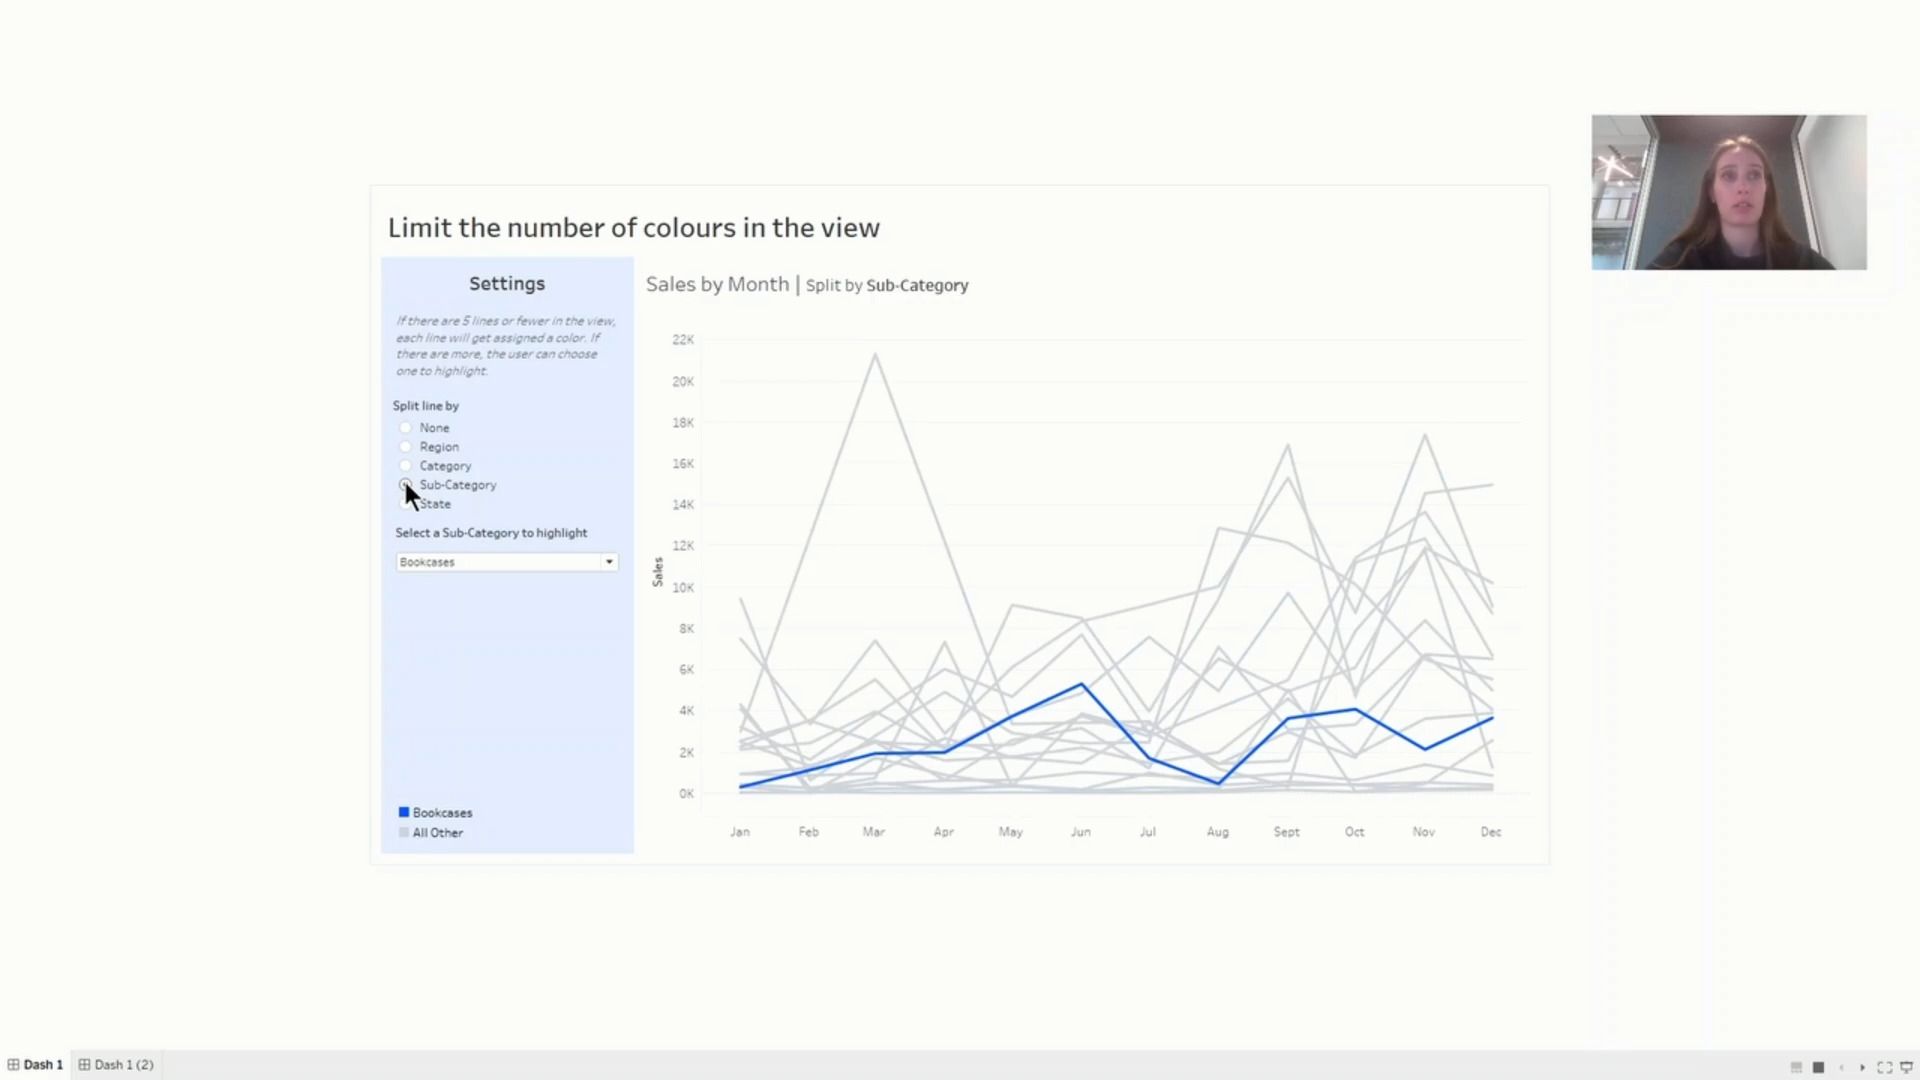 Limit the number of colours in the view
Settings
If there are 5 lines or fewer in the view,
each line will get assigned a color. If
there are more, the user can choose
one to highlight.
Split line by
None
Region
Category
Sub-Category
State
Select a Sub-Category to highlight
Bookcases
Bookcases
All Other
Sales by Month | Split by Sub-Category
22K
20K
18K
16K
14K
12K
10K
8K
6K
4K
2K
0K
Sales
Jan Feb Mar Apr May Jun Jul Aug Sept Oct Nov Dec
Dash 1 Dash 1 (2)